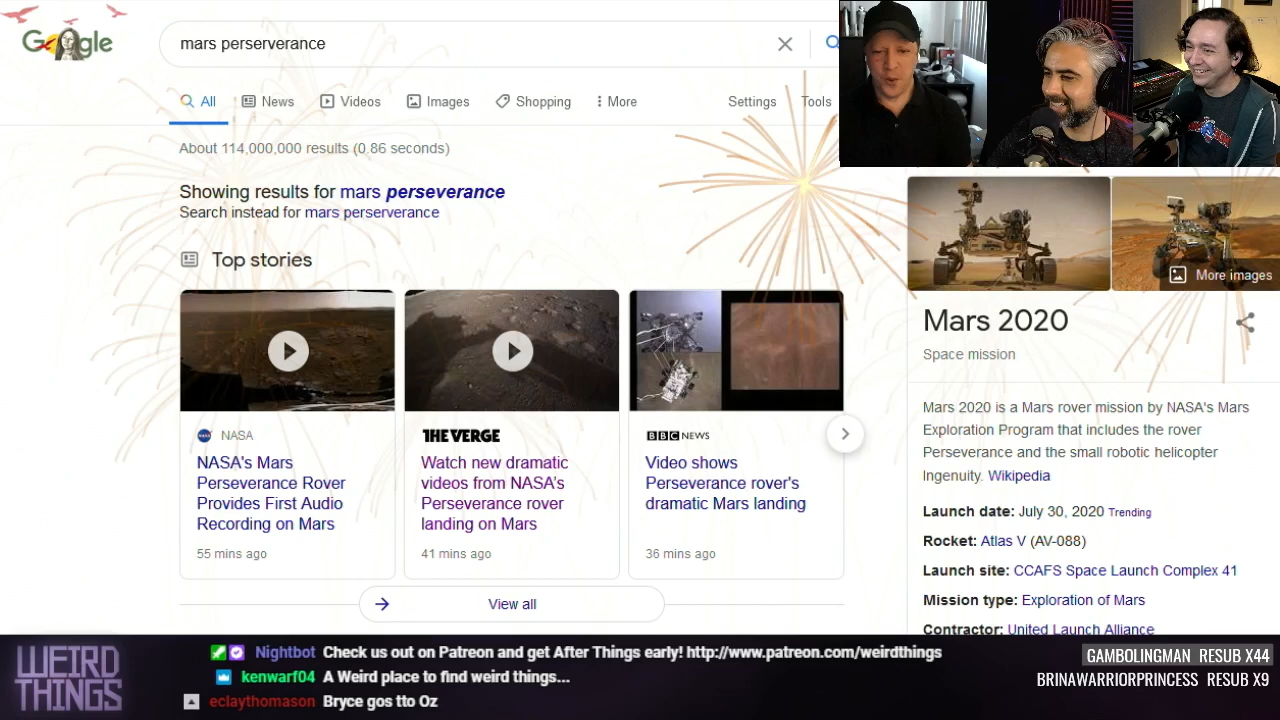 Google
mars perserverance
All
News
Videos
Images
Shopping
More
Settings
Tools
About 114,000,000 results (0.86 seconds)
Showing results for mars perseverance
Search instead for mars perserverance
Top stories
NASA
NASA's Mars
Perseverance Rover
Provides First Audio
Recording on Mars
55 mins ago
THE VERGE
Watch new dramatic
videos from NASA's
Perseverance rover
landing on Mars
41 mins ago
BBC NEWS
Video shows
Perseverance rover's
dramatic Mars landing
36 mins ago
View all
More images
Mars 2020
Space mission
Mars 2020 is a Mars rover mission by NASA's Mars
Exploration Program that includes the rover
Perseverance and the small robotic helicopter
Ingenuity. Wikipedia
Launch date: July 30, 2020 Trending
Rocket: Atlas V (AV-088)
Launch site: CCAFS Space Launch Complex 41
Mission type: Exploration of Mars
Contractor: United Launch Alliance
WEIRD
THINGS
Nightbot Check us out on Patreon and get After Things early! http://www.patreon.com/weirdthings
kenwarf04 A Weird place to find weird things...
eclaythomason Bryce gos tto Oz
GAMBOLINGMAN RESUB X44
BRINAWARRIORPRINCESS RESUB X9